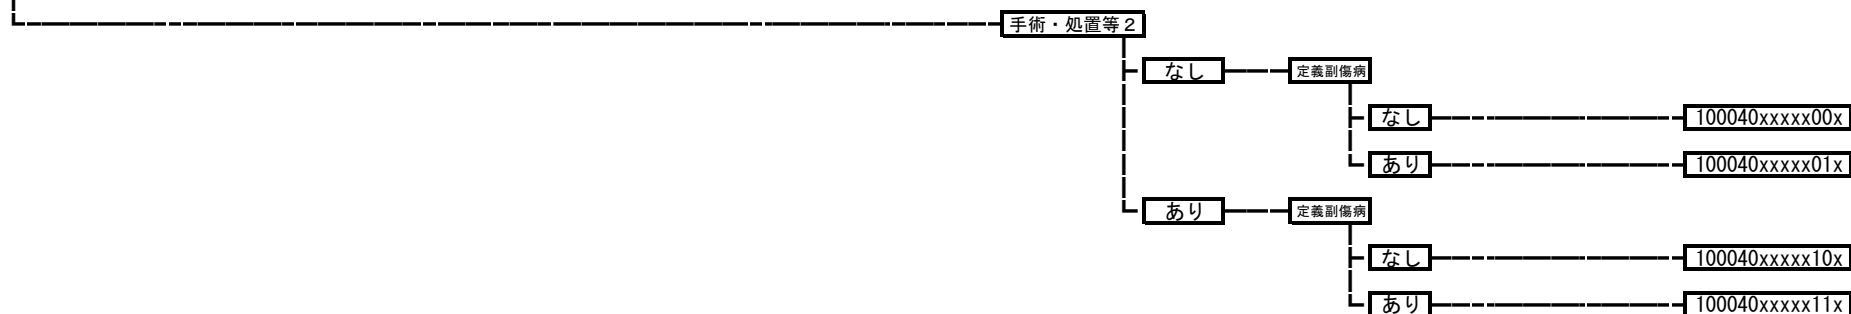 手術・処置等２
なし 定義副傷病
なし 100040xxxxx00x
あり 100040xxxxx01x
あり 定義副傷病
なし 100040xxxxx10x
あり 100040xxxxx11x